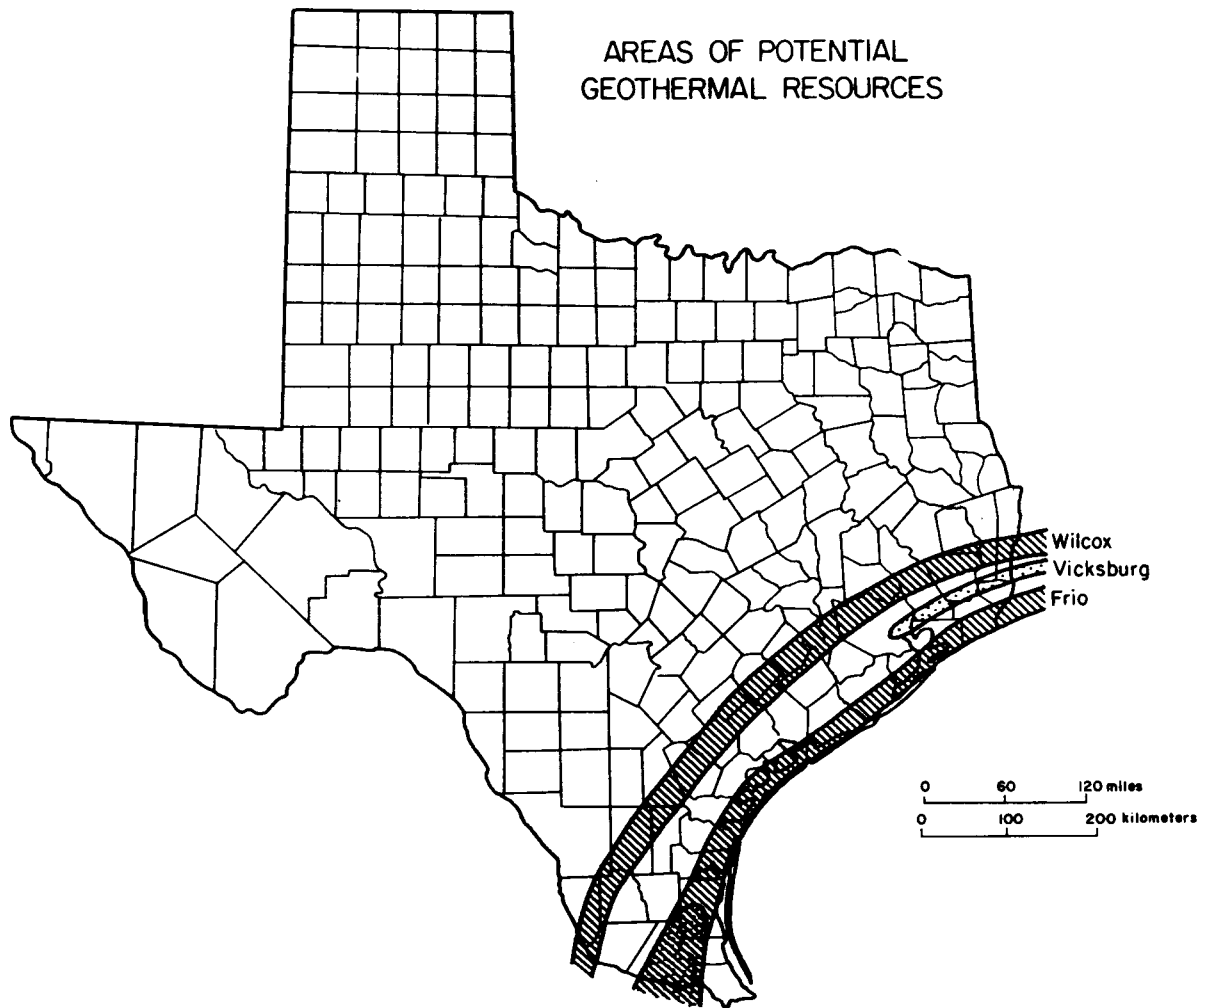 AREAS OF POTENTIAL
GEOTHERMAL RESOURCES
Wilcox
Vicksburg
Frio
0 60 120 miles
0 100 200 kilometers